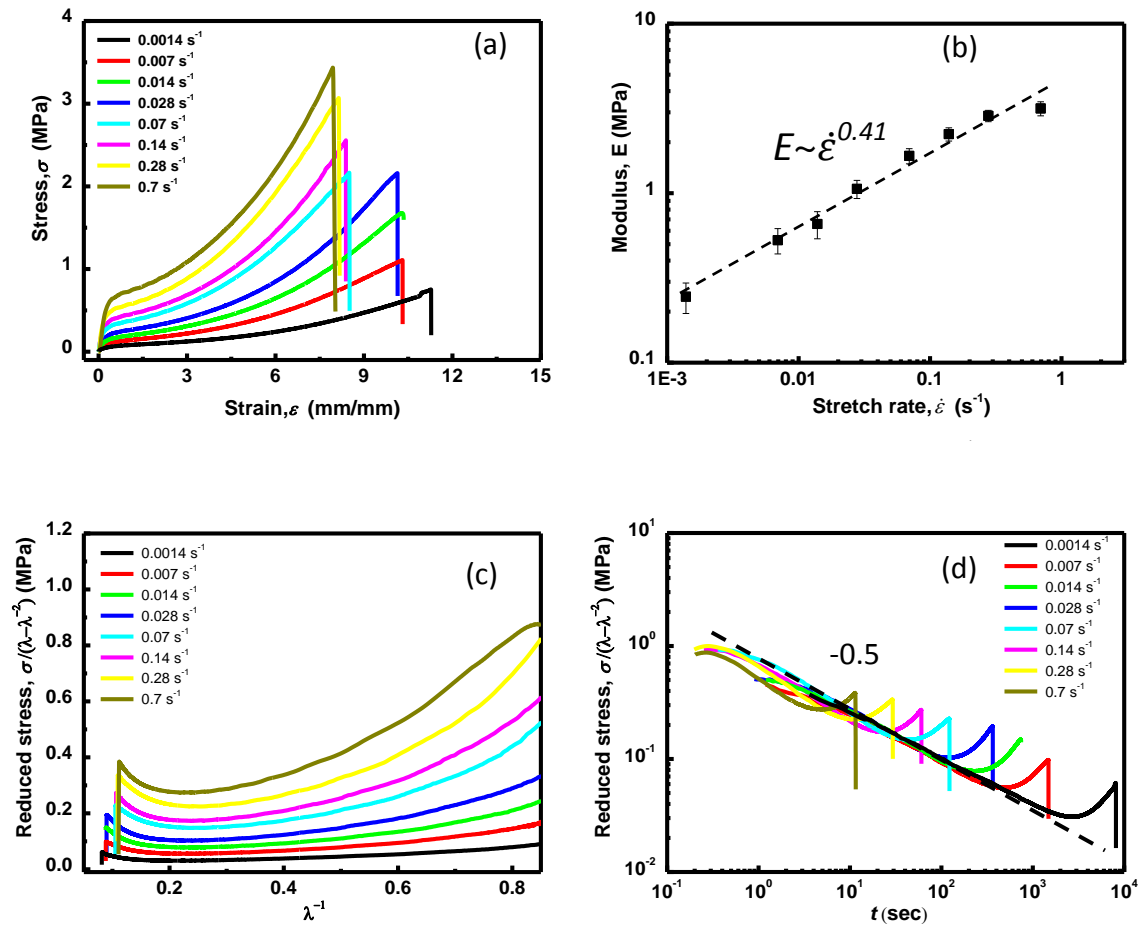 (a)
0.0014 s⁻¹
0.007 s⁻¹
0.014 s⁻¹
0.028 s⁻¹
0.07 s⁻¹
0.14 s⁻¹
0.28 s⁻¹
0.7 s⁻¹
4
3
2
1
0
Stress,σ (MPa)
0 3 6 9 12 15
Strain,ε (mm/mm)
(b)
E~ε̇^0.41
10
1
0.1
Modulus, E (MPa)
1E-3 0.01 0.1 1
Stretch rate, ε̇ (s⁻¹)
(c)
0.0014 s⁻¹
0.007 s⁻¹
0.014 s⁻¹
0.028 s⁻¹
0.07 s⁻¹
0.14 s⁻¹
0.28 s⁻¹
0.7 s⁻¹
1.2
1.0
0.8
0.6
0.4
0.2
0.0
Reduced stress, σ/(λ–λ⁻²) (MPa)
0.2 0.4 0.6 0.8
λ⁻¹
(d)
0.0014 s⁻¹
0.007 s⁻¹
0.014 s⁻¹
0.028 s⁻¹
0.07 s⁻¹
0.14 s⁻¹
0.28 s⁻¹
0.7 s⁻¹
-0.5
10¹
10⁰
10⁻¹
10⁻²
Reduced stress, σ/(λ–λ⁻²) (MPa)
10⁻¹ 10⁰ 10¹ 10² 10³ 10⁴
t (sec)